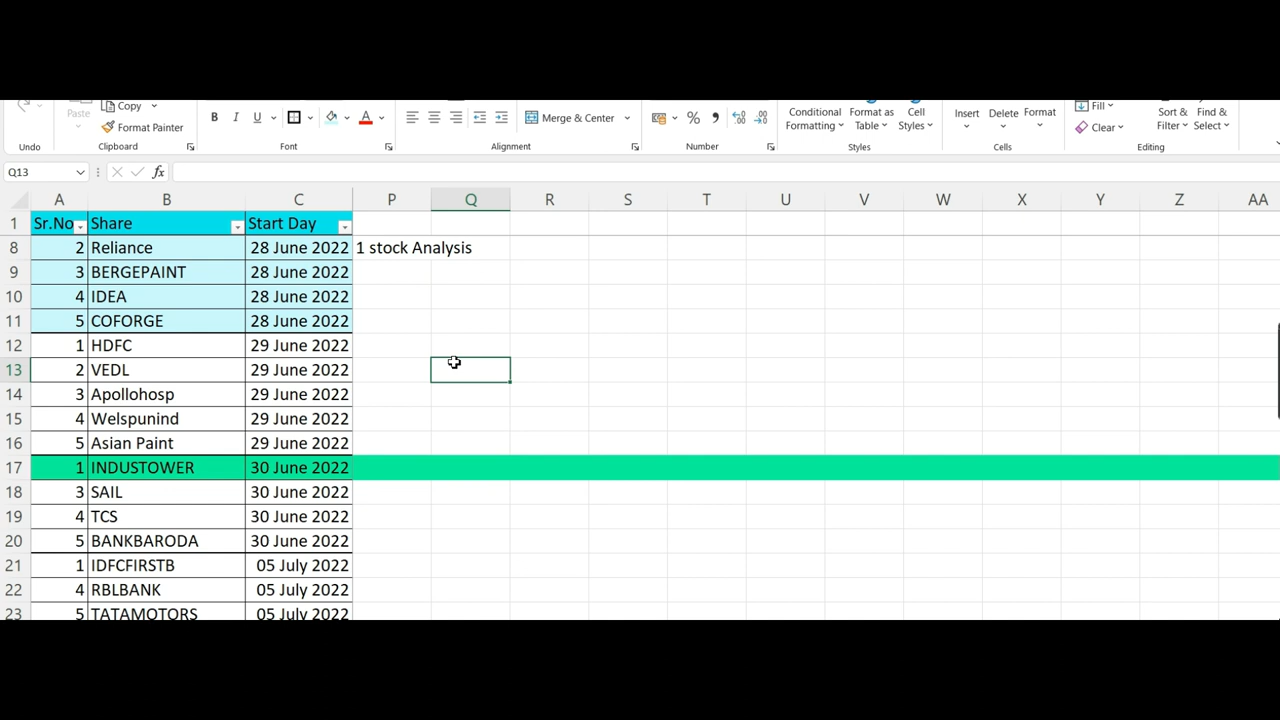 Copy
Fill
Paste
Format Painter
B I U A
Merge & Center
%
Conditional Formatting
Format as Table
Cell Styles
Insert
Delete
Format
Clear
Sort & Filter
Find & Select
Undo
Clipboard
Font
Alignment
Number
Styles
Cells
Editing
Q13 fx
A B C P Q R S T U V W X Y Z AA
1 Sr.No Share Start Day
8 2 Reliance 28 June 2022 1 stock Analysis
9 3 BERGEPAINT 28 June 2022
10 4 IDEA 28 June 2022
11 5 COFORGE 28 June 2022
12 1 HDFC 29 June 2022
13 2 VEDL 29 June 2022
14 3 Apollohosp 29 June 2022
15 4 Welspunind 29 June 2022
16 5 Asian Paint 29 June 2022
17 1 INDUSTOWER 30 June 2022
18 3 SAIL 30 June 2022
19 4 TCS 30 June 2022
20 5 BANKBARODA 30 June 2022
21 1 IDFCFIRSTB 05 July 2022
22 4 RBLBANK 05 July 2022
23 5 TATAMOTORS 05 July 2022